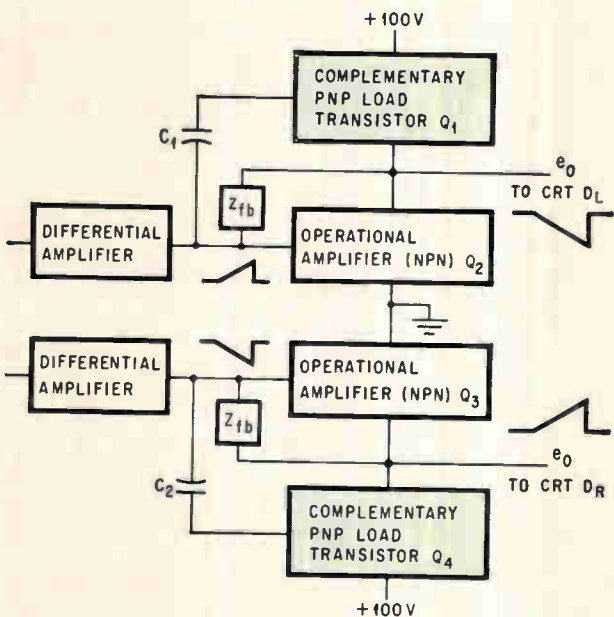 +100V
COMPLEMENTARY
PNP LOAD
TRANSISTOR Q1
C1
e0
TO CRT DL
Zfb
DIFFERENTIAL
AMPLIFIER
OPERATIONAL
AMPLIFIER (NPN) Q2
DIFFERENTIAL
AMPLIFIER
OPERATIONAL
AMPLIFIER (NPN) Q3
Zfb
e0
TO CRT DR
C2
COMPLEMENTARY
PNP LOAD
TRANSISTOR Q4
+100V